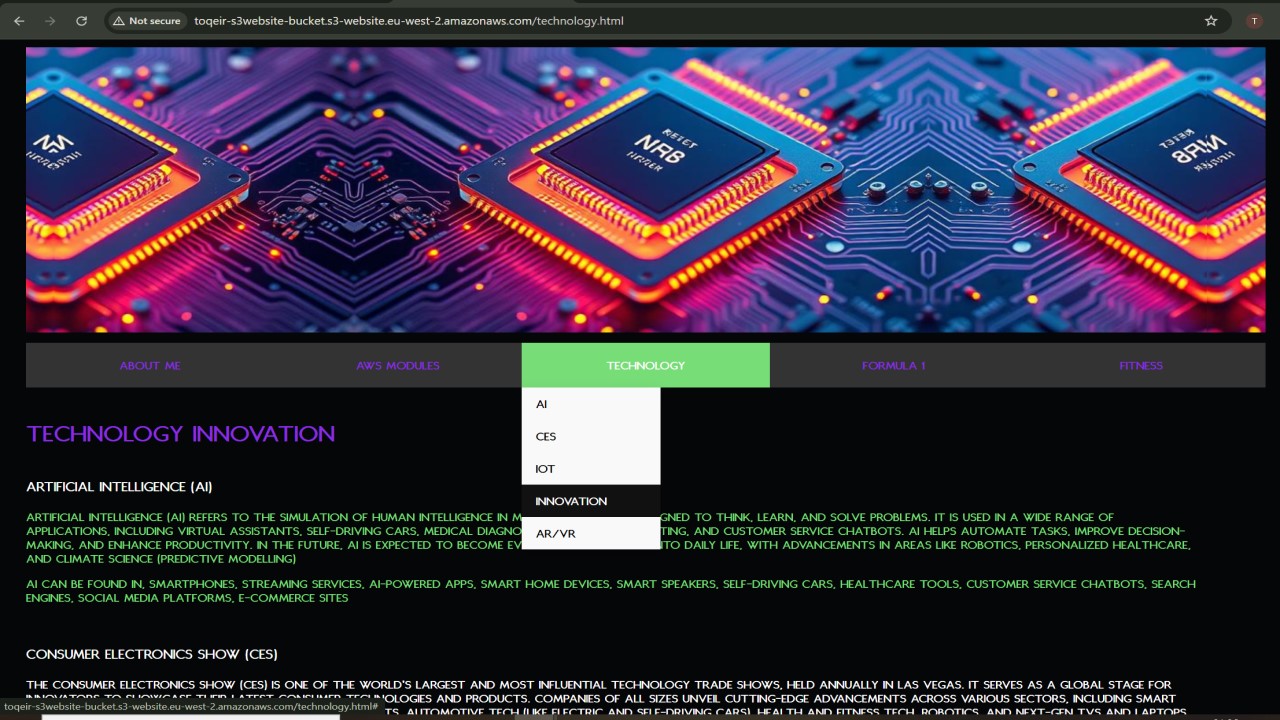 Not secure
toqeir-s3website-bucket.s3-website.eu-west-2.amazonaws.com/technology.html
T
NRB
ABOUT ME
AWS MODULES
TECHNOLOGY
FORMULA 1
FITNESS
AI
CES
IOT
INNOVATION
AR/VR
TECHNOLOGY INNOVATION
ARTIFICIAL INTELLIGENCE (AI)
ARTIFICIAL INTELLIGENCE (AI) REFERS TO THE SIMULATION OF HUMAN INTELLIGENCE IN M GNED TO THINK, LEARN, AND SOLVE PROBLEMS. IT IS USED IN A WIDE RANGE OF
APPLICATIONS, INCLUDING VIRTUAL ASSISTANTS, SELF-DRIVING CARS, MEDICAL DIAGNO TING, AND CUSTOMER SERVICE CHATBOTS. AI HELPS AUTOMATE TASKS, IMPROVE DECISION-
MAKING, AND ENHANCE PRODUCTIVITY. IN THE FUTURE, AI IS EXPECTED TO BECOME EV TO DAILY LIFE, WITH ADVANCEMENTS IN AREAS LIKE ROBOTICS, PERSONALIZED HEALTHCARE,
AND CLIMATE SCIENCE (PREDICTIVE MODELLING)
AI CAN BE FOUND IN, SMARTPHONES, STREAMING SERVICES, AI-POWERED APPS, SMART HOME DEVICES, SMART SPEAKERS, SELF-DRIVING CARS, HEALTHCARE TOOLS, CUSTOMER SERVICE CHATBOTS, SEARCH
ENGINES, SOCIAL MEDIA PLATFORMS, E-COMMERCE SITES
CONSUMER ELECTRONICS SHOW (CES)
THE CONSUMER ELECTRONICS SHOW (CES) IS ONE OF THE WORLD'S LARGEST AND MOST INFLUENTIAL TECHNOLOGY TRADE SHOWS, HELD ANNUALLY IN LAS VEGAS. IT SERVES AS A GLOBAL STAGE FOR
INNOVATORS TO SHOWCASE THEIR LATEST CONSUMER TECHNOLOGIES AND PRODUCTS. COMPANIES OF ALL SIZES UNVEIL CUTTING-EDGE ADVANCEMENTS ACROSS VARIOUS SECTORS, INCLUDING SMART
TS, AUTOMOTIVE TECH (LIKE ELECTRIC AND SELF-DRIVING CARS), HEALTH AND FITNESS TECH, ROBOTICS, AND NEXT-GEN TVS AND LAPTOPS
toqeir-s3website-bucket.s3-website.eu-west-2.amazonaws.com/technology.html#